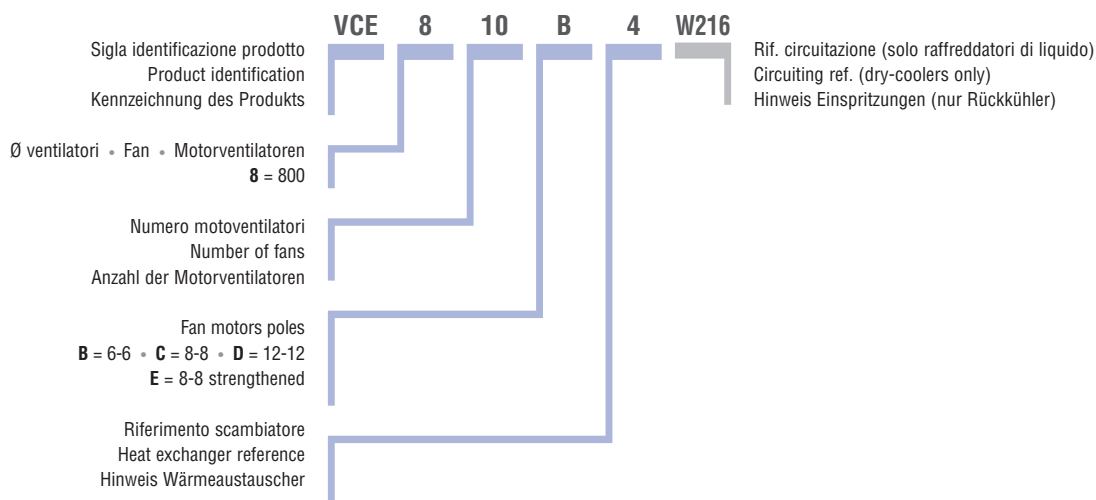 VCE 8 10 B 4 W216
Sigla identificazione prodotto
Product identification
Kennzeichnung des Produkts
Rif. circuitazione (solo raffreddatori di liquido)
Circuiting ref. (dry-coolers only)
Hinweis Einspritzungen (nur Rückkühler)
Ø ventilatori • Fan • Motorventilatoren
8 = 800
Numero motoventilatori
Number of fans
Anzahl der Motorventilatoren
Fan motors poles
B = 6-6 • C = 8-8 • D = 12-12
E = 8-8 strengthened
Riferimento scambiatore
Heat exchanger reference
Hinweis Wärmeaustauscher